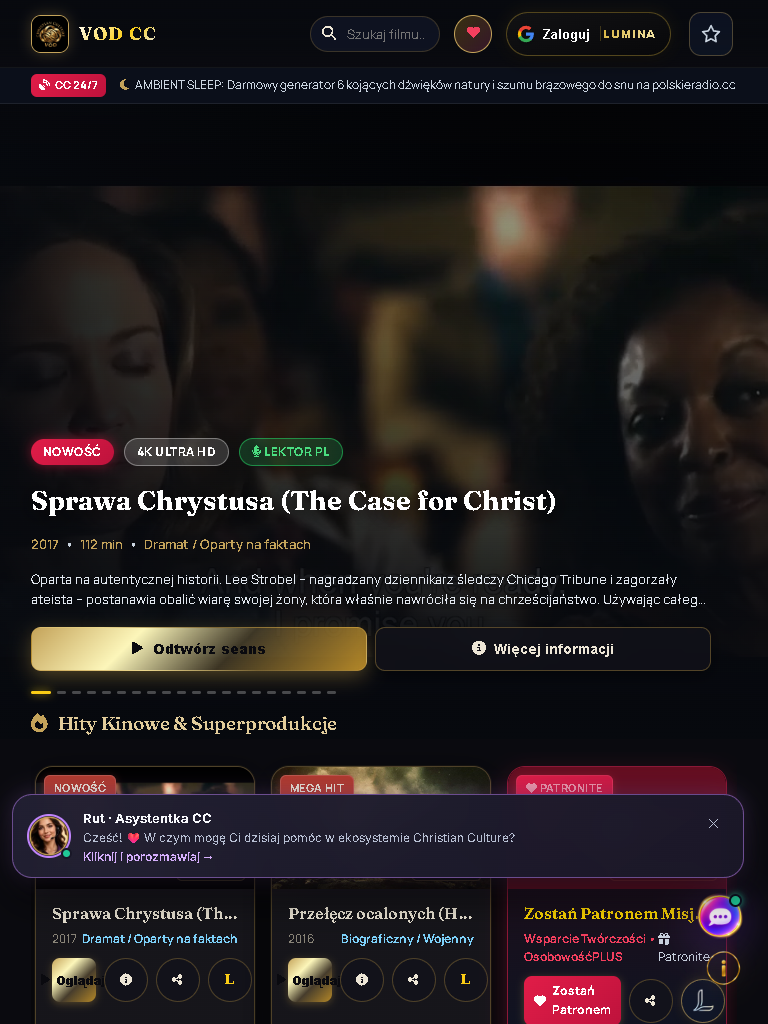 VOD CC
Szukaj filmu..
Zaloguj LUMINA
CC 24/7
AMBIENT SLEEP: Darmowy generator 6 kojących dźwięków natury i szumu brązowego do snu na polskieradio.cc
NOWOŚĆ
4K ULTRA HD
LEKTOR PL
Sprawa Chrystusa (The Case for Christ)
2017 • 112 min • Dramat / Oparty na faktach
Oparta na autentycznej historii. Lee Strobel – nagradzany dziennikarz śledczy Chicago Tribune i zagorzały
ateista – postanawia obalić wiarę swojej żony, która właśnie nawróciła się na chrześcijaństwo. Używając całeg...
I promise you
Odtwórz seans
Więcej informacji
Hity Kinowe & Superprodukcje
NOWOŚĆ
MEGA HIT
PATRONITE
Rut · Asystentka CC
Cześć! ❤️ W czym mogę Ci dzisiaj pomóc w ekosystemie Christian Culture?
Kliknij i porozmawiaj →
Sprawa Chrystusa (Th...
2017 Dramat / Oparty na faktach
Ogląda
L
Przełęcz ocalonych (H...
2016 Biograficzny / Wojenny
Ogląda
L
Zostań Patronem Misj...
Wsparcie Twórczości •
OsobowośćPLUS
Patronite
Zostań
Patronem